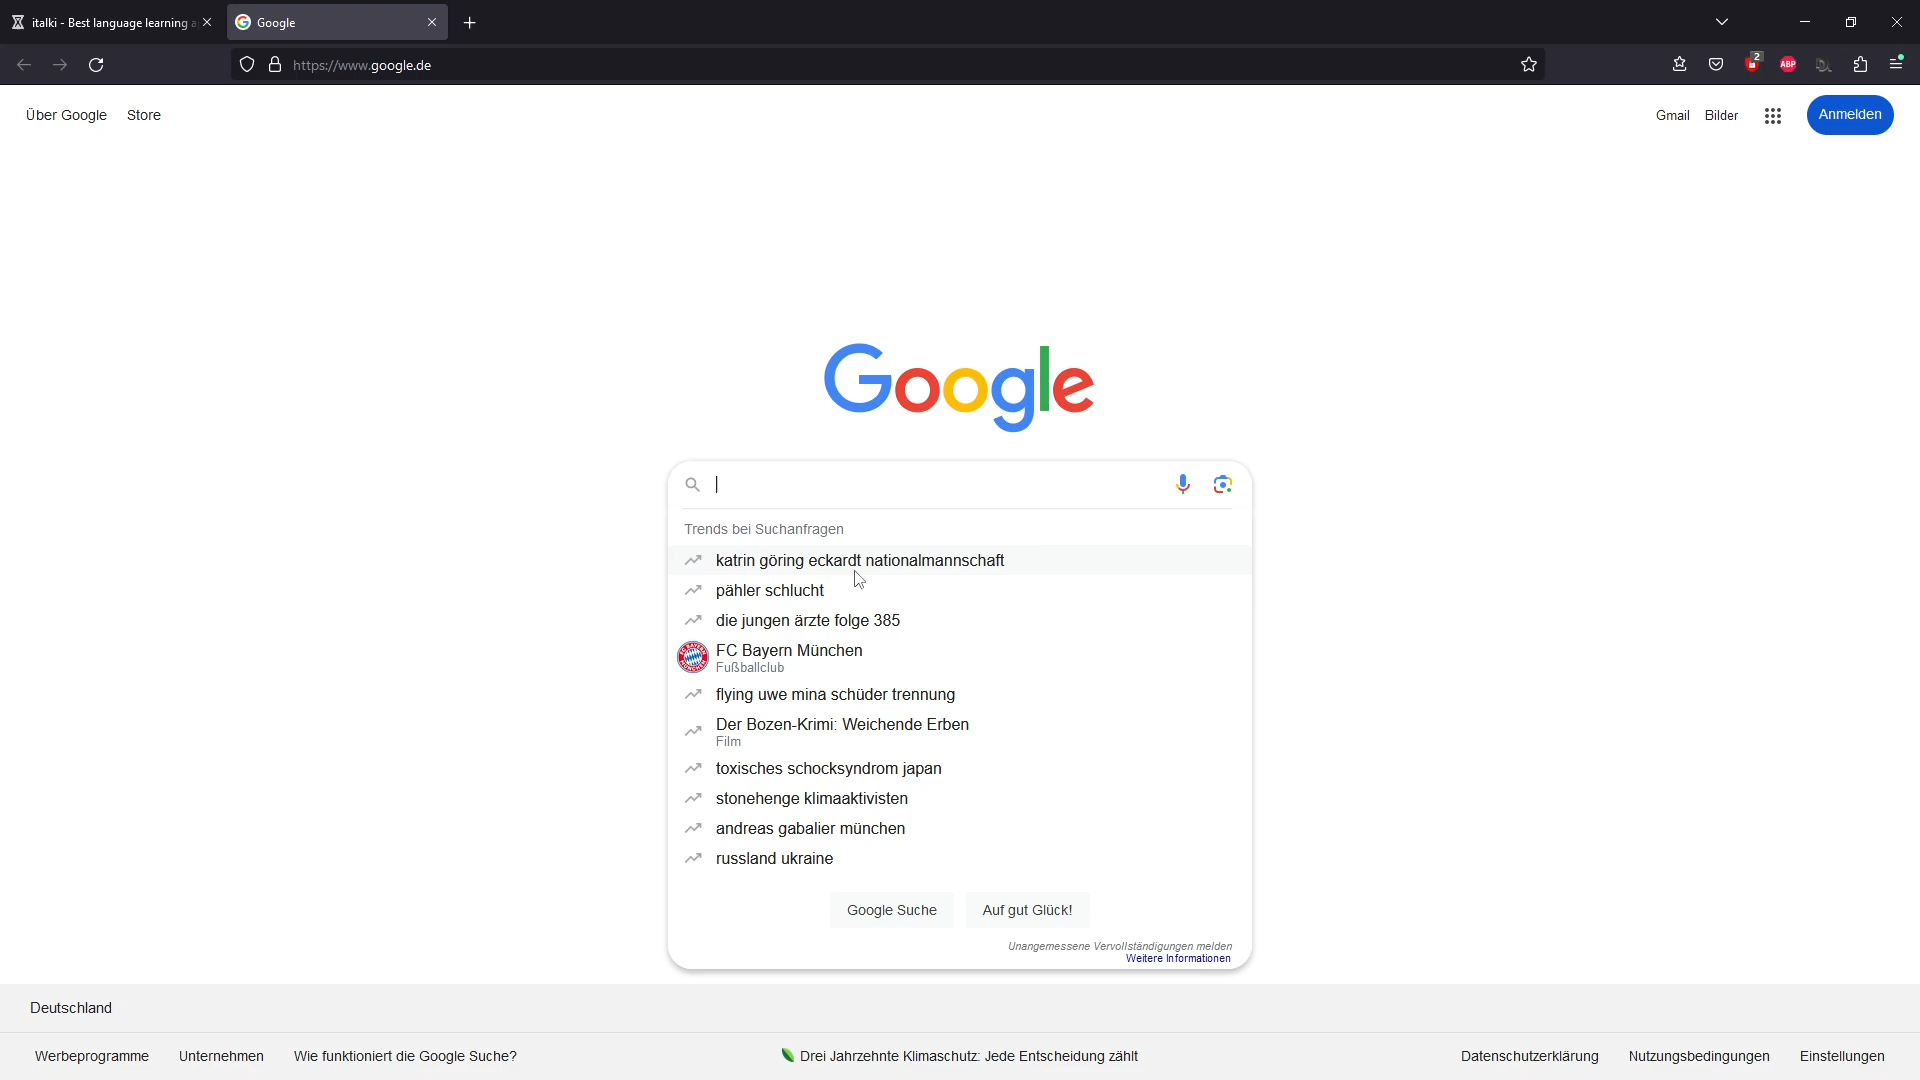 italki - Best language learning a
Google
https://www.google.de
2
ABP
Über Google
Store
Gmail
Bilder
Anmelden
Google
Trends bei Suchanfragen
katrin göring eckardt nationalmannschaft
pähler schlucht
die jungen ärzte folge 385
FC Bayern München
Fußballclub
flying uwe mina schüder trennung
Der Bozen-Krimi: Weichende Erben
Film
toxisches schocksyndrom japan
stonehenge klimaaktivisten
andreas gabalier münchen
russland ukraine
Google Suche
Auf gut Glück!
Unangemessene Vervollständigungen melden
Weitere Informationen
Deutschland
Werbeprogramme
Unternehmen
Wie funktioniert die Google Suche?
Drei Jahrzehnte Klimaschutz: Jede Entscheidung zählt
Datenschutzerklärung
Nutzungsbedingungen
Einstellungen